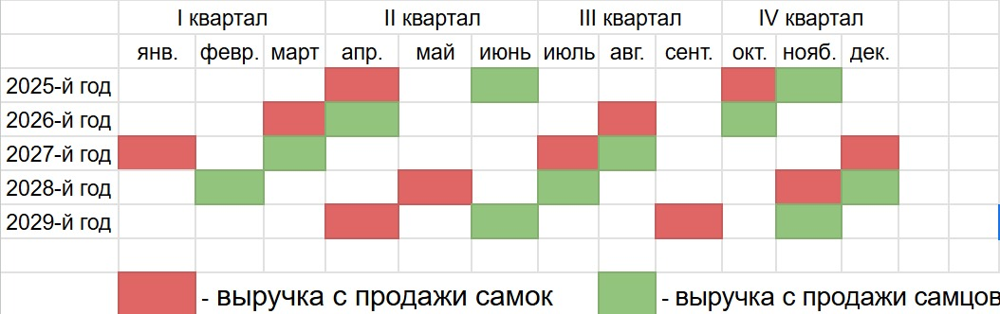 I квартал II квартал III квартал IV квартал
янв. февр. март апр. май июнь июль авг. сент. окт. нояб. дек.
2025-й год
2026-й год
2027-й год
2028-й год
2029-й год
- выручка с продажи самок - выручка с продажи самцов